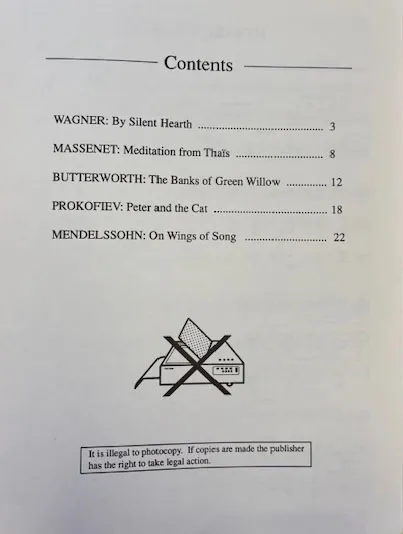 Contents
WAGNER: By Silent Hearth ............................................ 3
MASSENET: Meditation from Thaïs .............................. 8
BUTTERWORTH: The Banks of Green Willow .............. 12
PROKOFIEV: Peter and the Cat ........................................ 18
MENDELSSOHN: On Wings of Song ............................. 22
It is illegal to photocopy. If copies are made the publisher
has the right to take legal action.